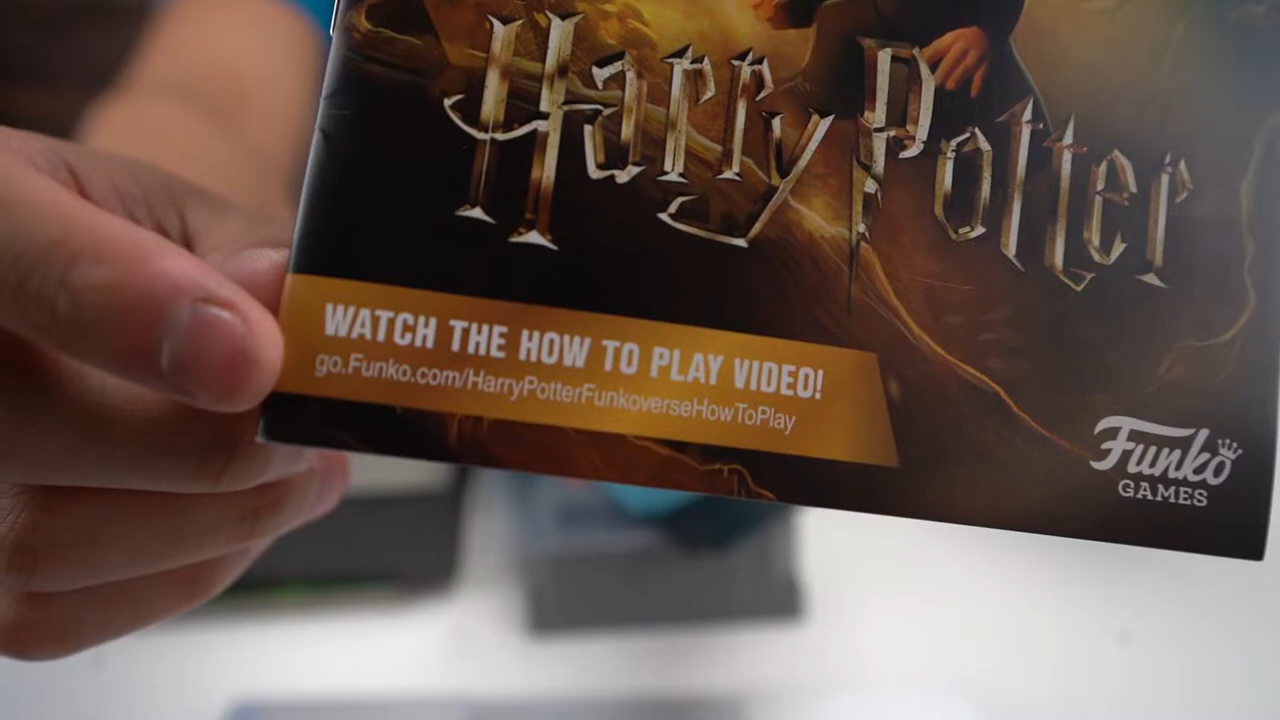 Harry Potter
WATCH THE HOW TO PLAY VIDEO!
go.Funko.com/HarryPotterFunkoverseHowToPlay
Funko
GAMES